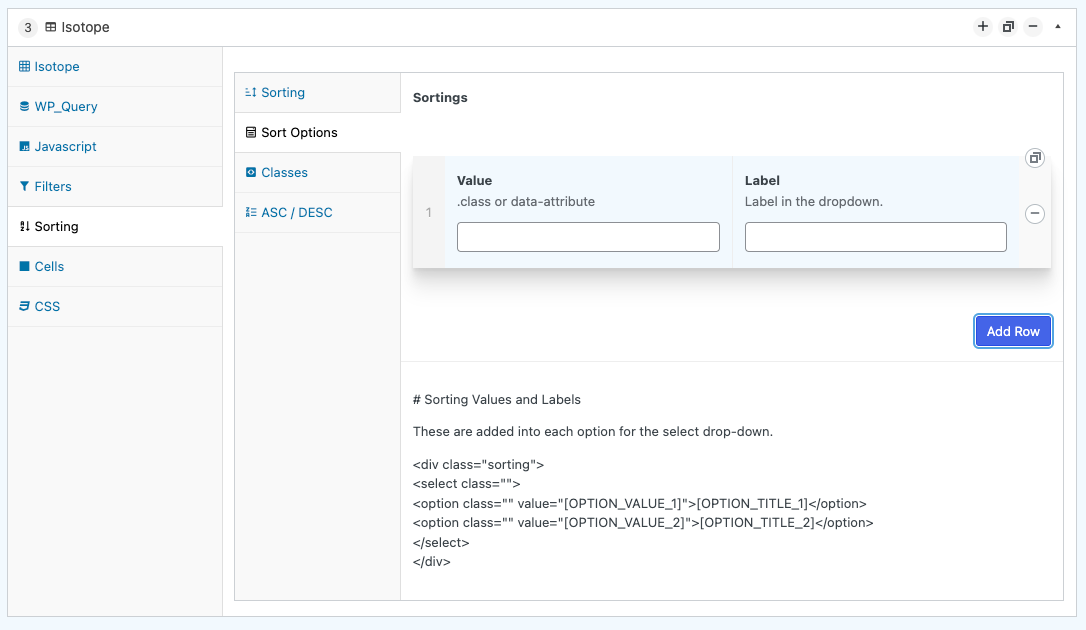 3 Isotope
Isotope
WP_Query
Javascript
Filters
Sorting
Cells
CSS
Sorting
Sort Options
Classes
ASC / DESC
Sortings
1
Value
.class or data-attribute
Label
Label in the dropdown.
Add Row
# Sorting Values and Labels
These are added into each option for the select drop-down.
<div class="sorting">
<select class="">
<option class="" value="[OPTION_VALUE_1]">[OPTION_TITLE_1]</option>
<option class="" value="[OPTION_VALUE_2]">[OPTION_TITLE_2]</option>
</select>
</div>